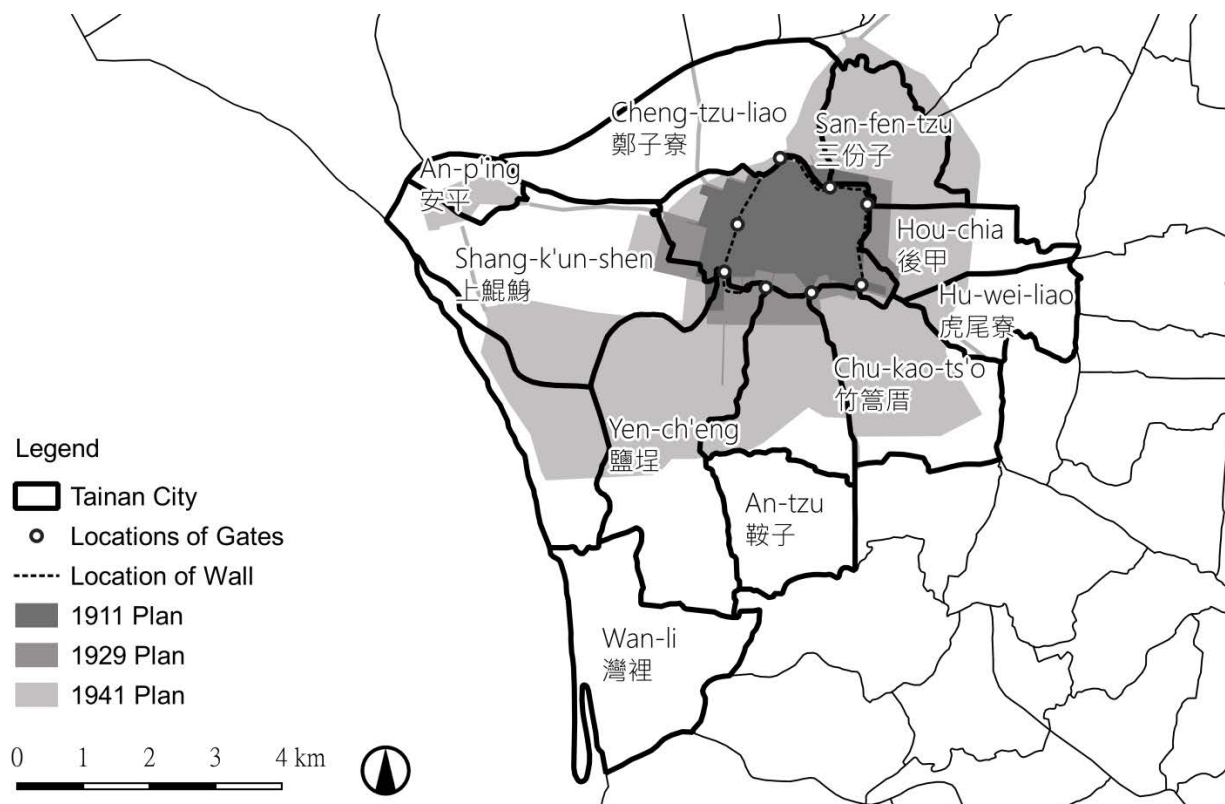 Cheng-tzu-liao
鄭子寮
San-fen-tzu
三份子
An-p'ing
安平
Hou-chia
後甲
Shang-k'un-shen
上鯤鯓
Hu-wei-liao
虎尾寮
Chu-kao-ts'o
竹篙厝
Yen-ch'eng
鹽埕
An-tzu
鞍子
Wan-li
灣裡
Legend
Tainan City
Locations of Gates
Location of Wall
1911 Plan
1929 Plan
1941 Plan
0 1 2 3 4 km